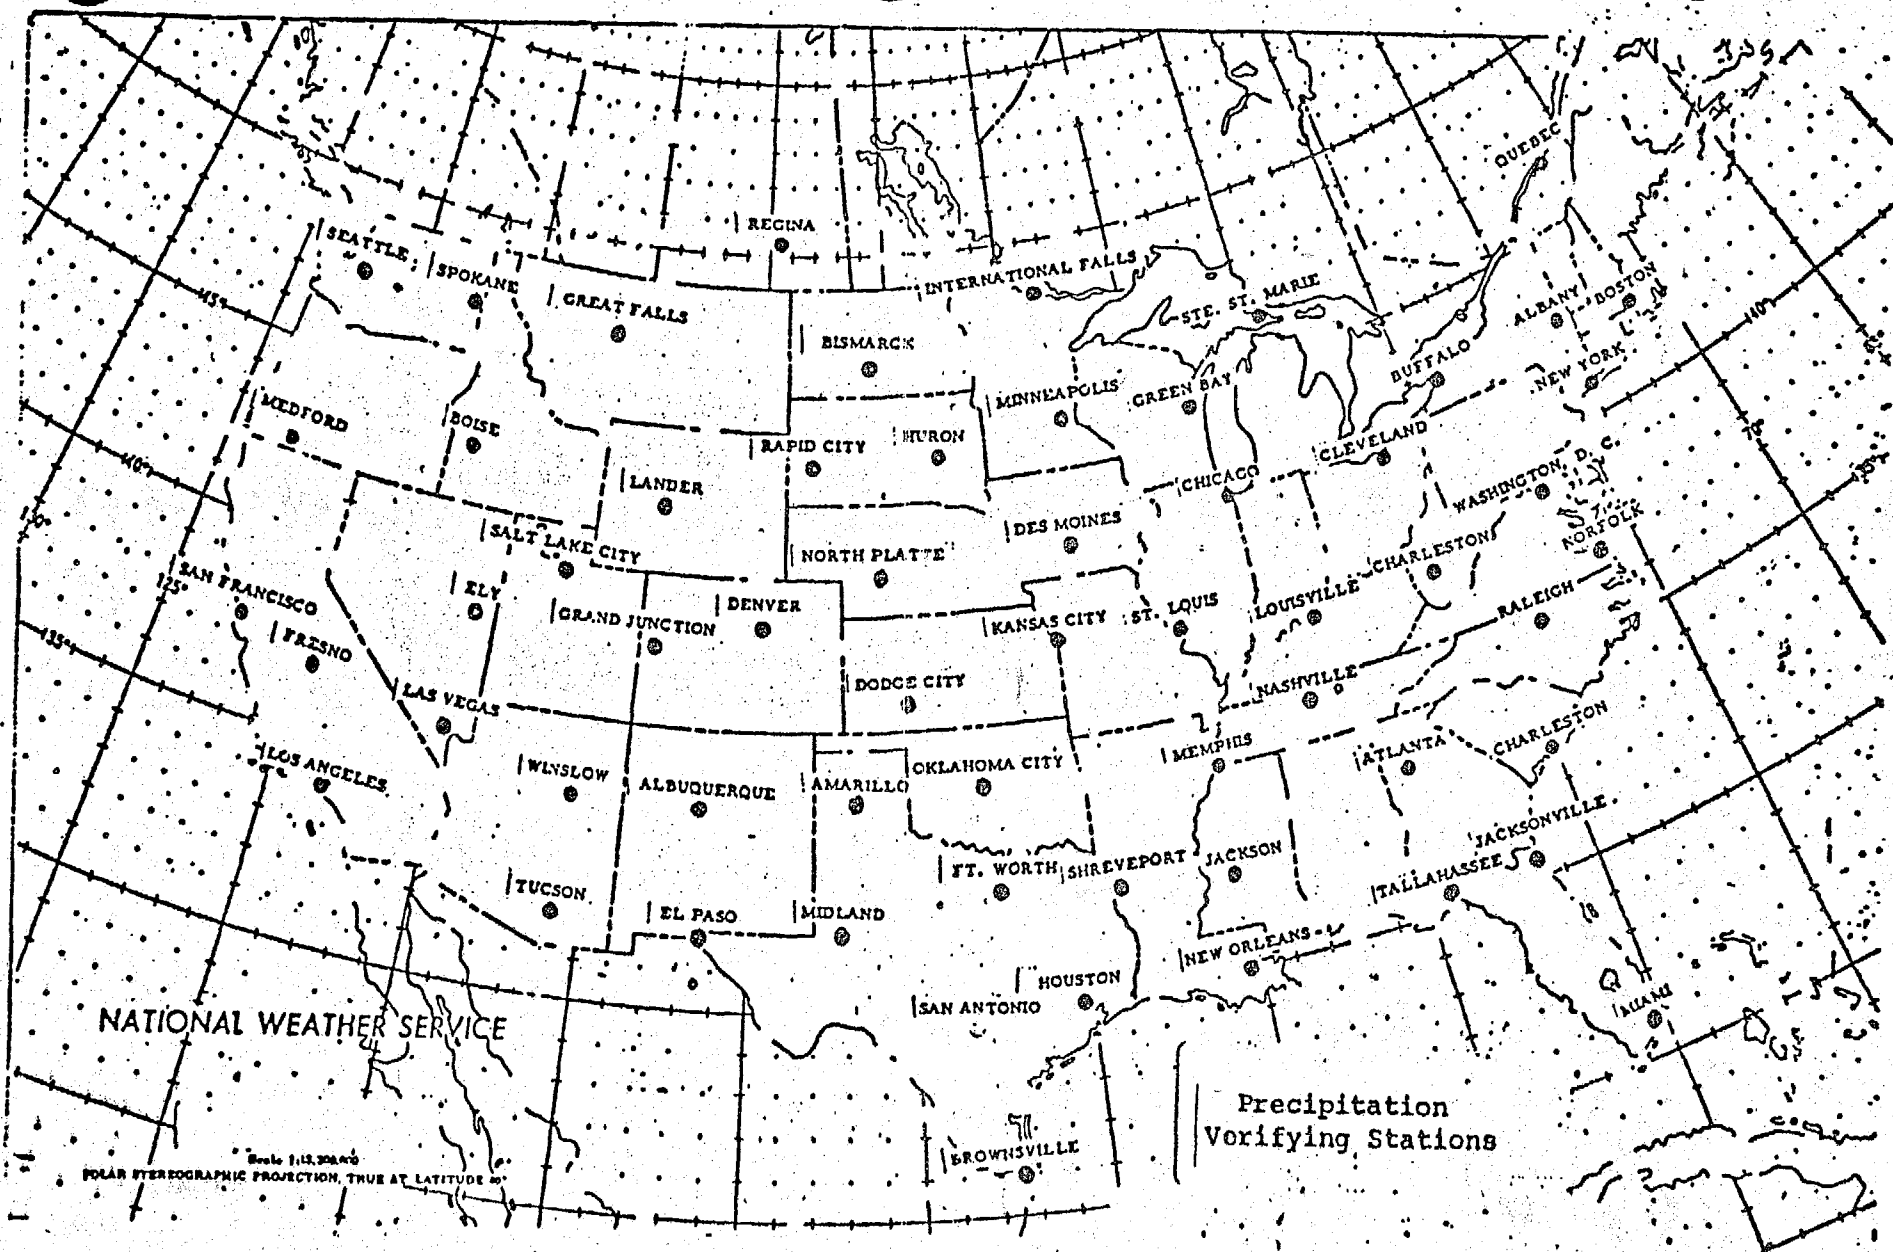 QUEBEC
REGINA
SEATTLE
SPOKANE
GREAT FALLS
INTERNATIONAL FALLS
STE. ST. MARIE
ALBANY
BOSTON
BISMARCK
BUFFALO
NEW YORK
MEDFORD
BOISE
RAPID CITY
HURON
MINNEAPOLIS
GREEN BAY
CLEVELAND
LANDER
CHICAGO
WASHINGTON D. C.
SALT LAKE CITY
NORTH PLATTE
DES MOINES
NORFOLK
SAN FRANCISCO
125°
ELY
GRAND JUNCTION
DENVER
KANSAS CITY
ST. LOUIS
LOUISVILLE
CHARLESTON
RALEIGH
FRESNO
LAS VEGAS
DODGE CITY
NASHVILLE
LOS ANGELES
WINSLOW
ALBUQUERQUE
AMARILLO
OKLAHOMA CITY
MEMPHIS
ATLANTA
CHARLESTON
JACKSONVILLE
TUCSON
EL PASO
MIDLAND
FT. WORTH
SHREVEPORT
JACKSON
TALLAHASSEE
NEW ORLEANS
HOUSTON
SAN ANTONIO
MIAMI
NATIONAL WEATHER SERVICE
Precipitation
Verifying Stations
BROWNSVILLE
POLAR STEREOGRAPHIC PROJECTION, TRUE AT LATITUDE